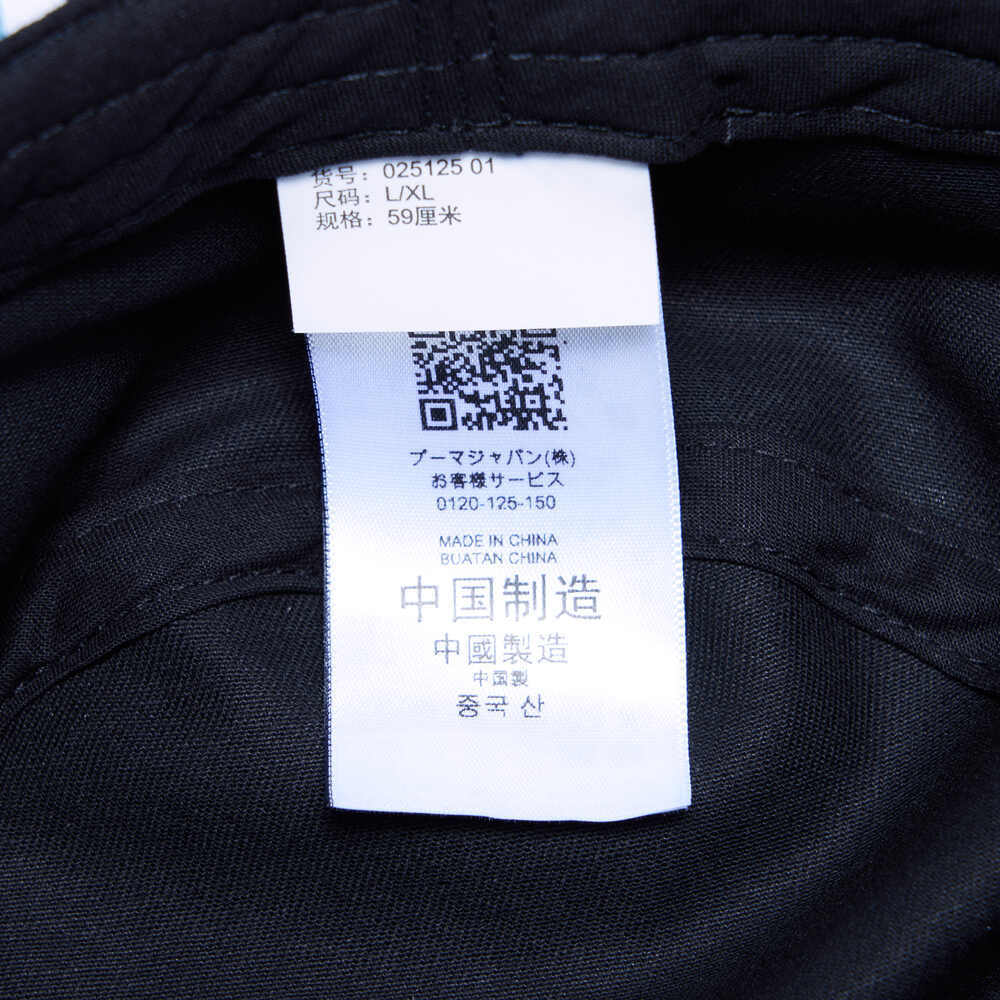 货号：025125 01
尺码：L/XL
规格：59厘米
プーマジャパン(株)
お客様サービス
0120-125-150
MADE IN CHINA
BUATAN CHINA
中国制造
中國製造
中国製
중국 산